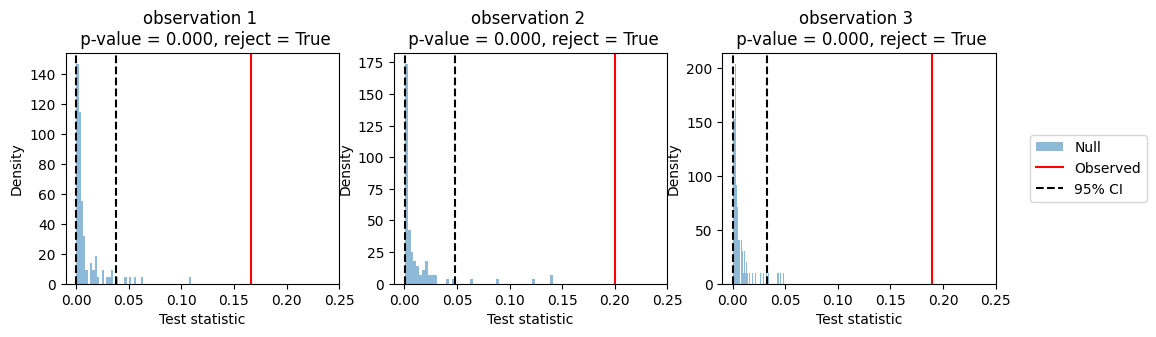 observation 1
p-value = 0.000, reject = True
140
120
100
80
60
40
20
0
Density
0.00 0.05 0.10 0.15 0.20 0.25
Test statistic
observation 2
p-value = 0.000, reject = True
175
150
125
100
75
50
25
0
Density
0.00 0.05 0.10 0.15 0.20 0.25
Test statistic
observation 3
p-value = 0.000, reject = True
200
150
100
50
0
Density
0.00 0.05 0.10 0.15 0.20 0.25
Test statistic
Null
Observed
95% CI